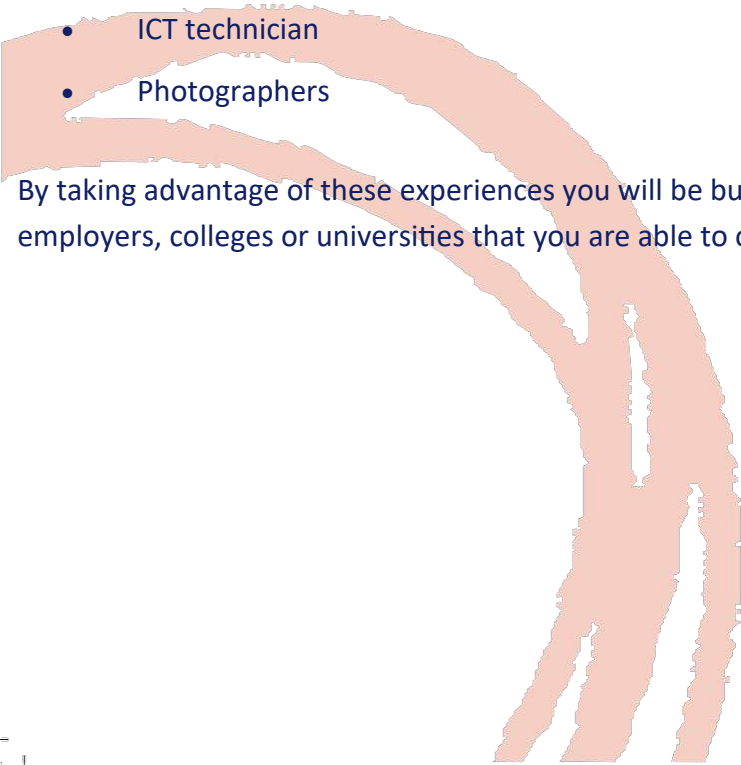 • ICT technician
• Photographers
By taking advantage of these experiences you will be bu
employers, colleges or universities that you are able to